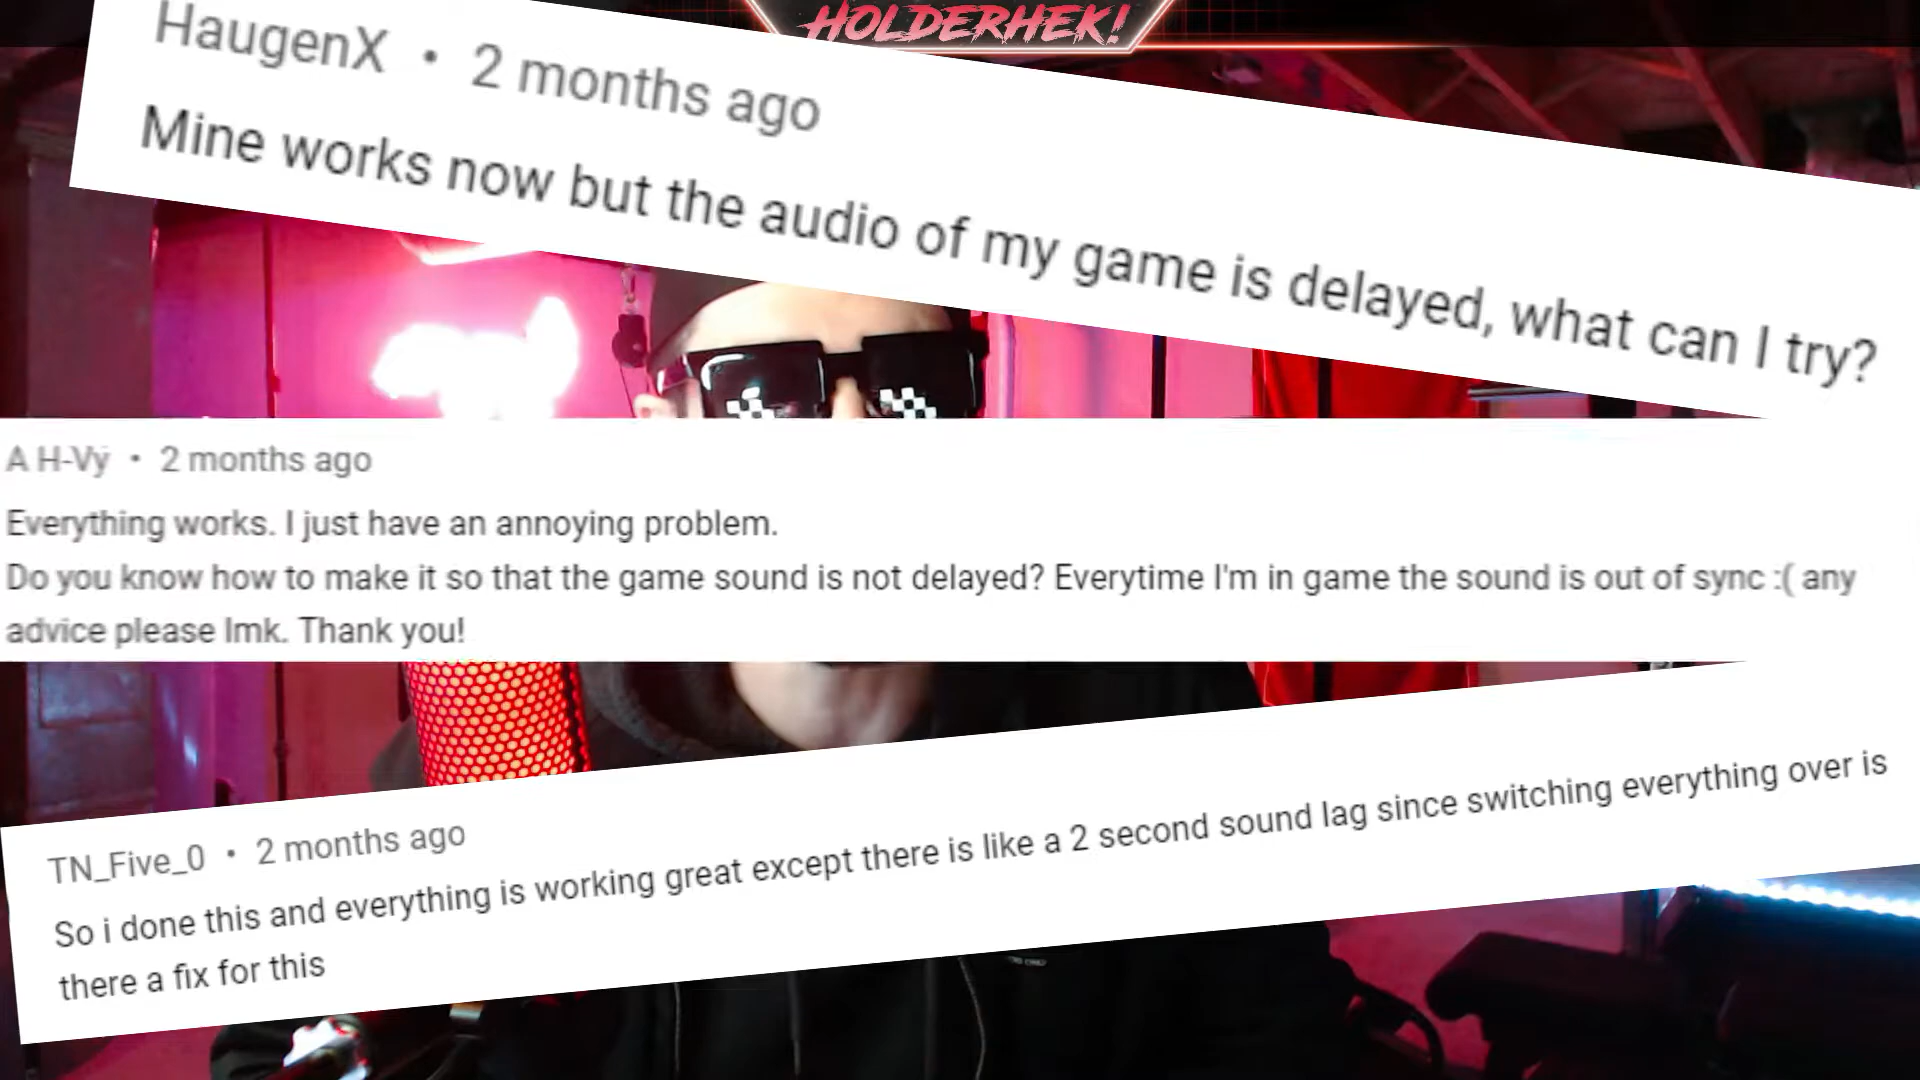 HOLDERHEK!
HaugenX • 2 months ago
Mine works now but the audio of my game is delayed, what can I try?
A H-Vÿ • 2 months ago
Everything works. I just have an annoying problem.
Do you know how to make it so that the game sound is not delayed? Everytime I'm in game the sound is out of sync :( any
advice please lmk. Thank you!
TN_Five_0 • 2 months ago
So i done this and everything is working great except there is like a 2 second sound lag since switching everything over is
there a fix for this